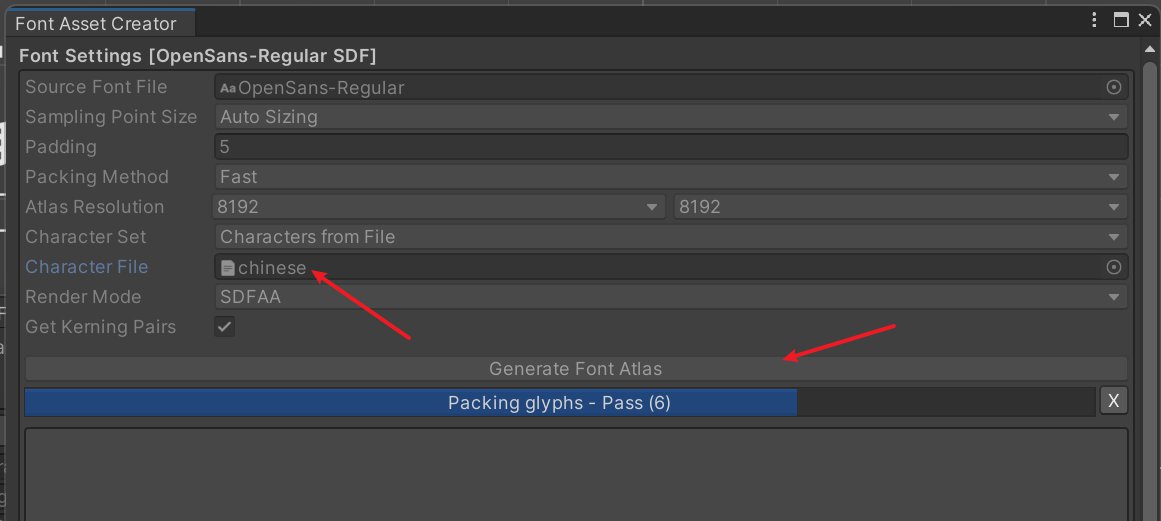 Font Asset Creator
Font Settings [OpenSans-Regular SDF]
Source Font File Aa OpenSans-Regular
Sampling Point Size Auto Sizing
Padding 5
Packing Method Fast
Atlas Resolution 8192 8192
Character Set Characters from File
Character File chinese
Render Mode SDFAA
Get Kerning Pairs
Generate Font Atlas
Packing glyphs - Pass (6) X